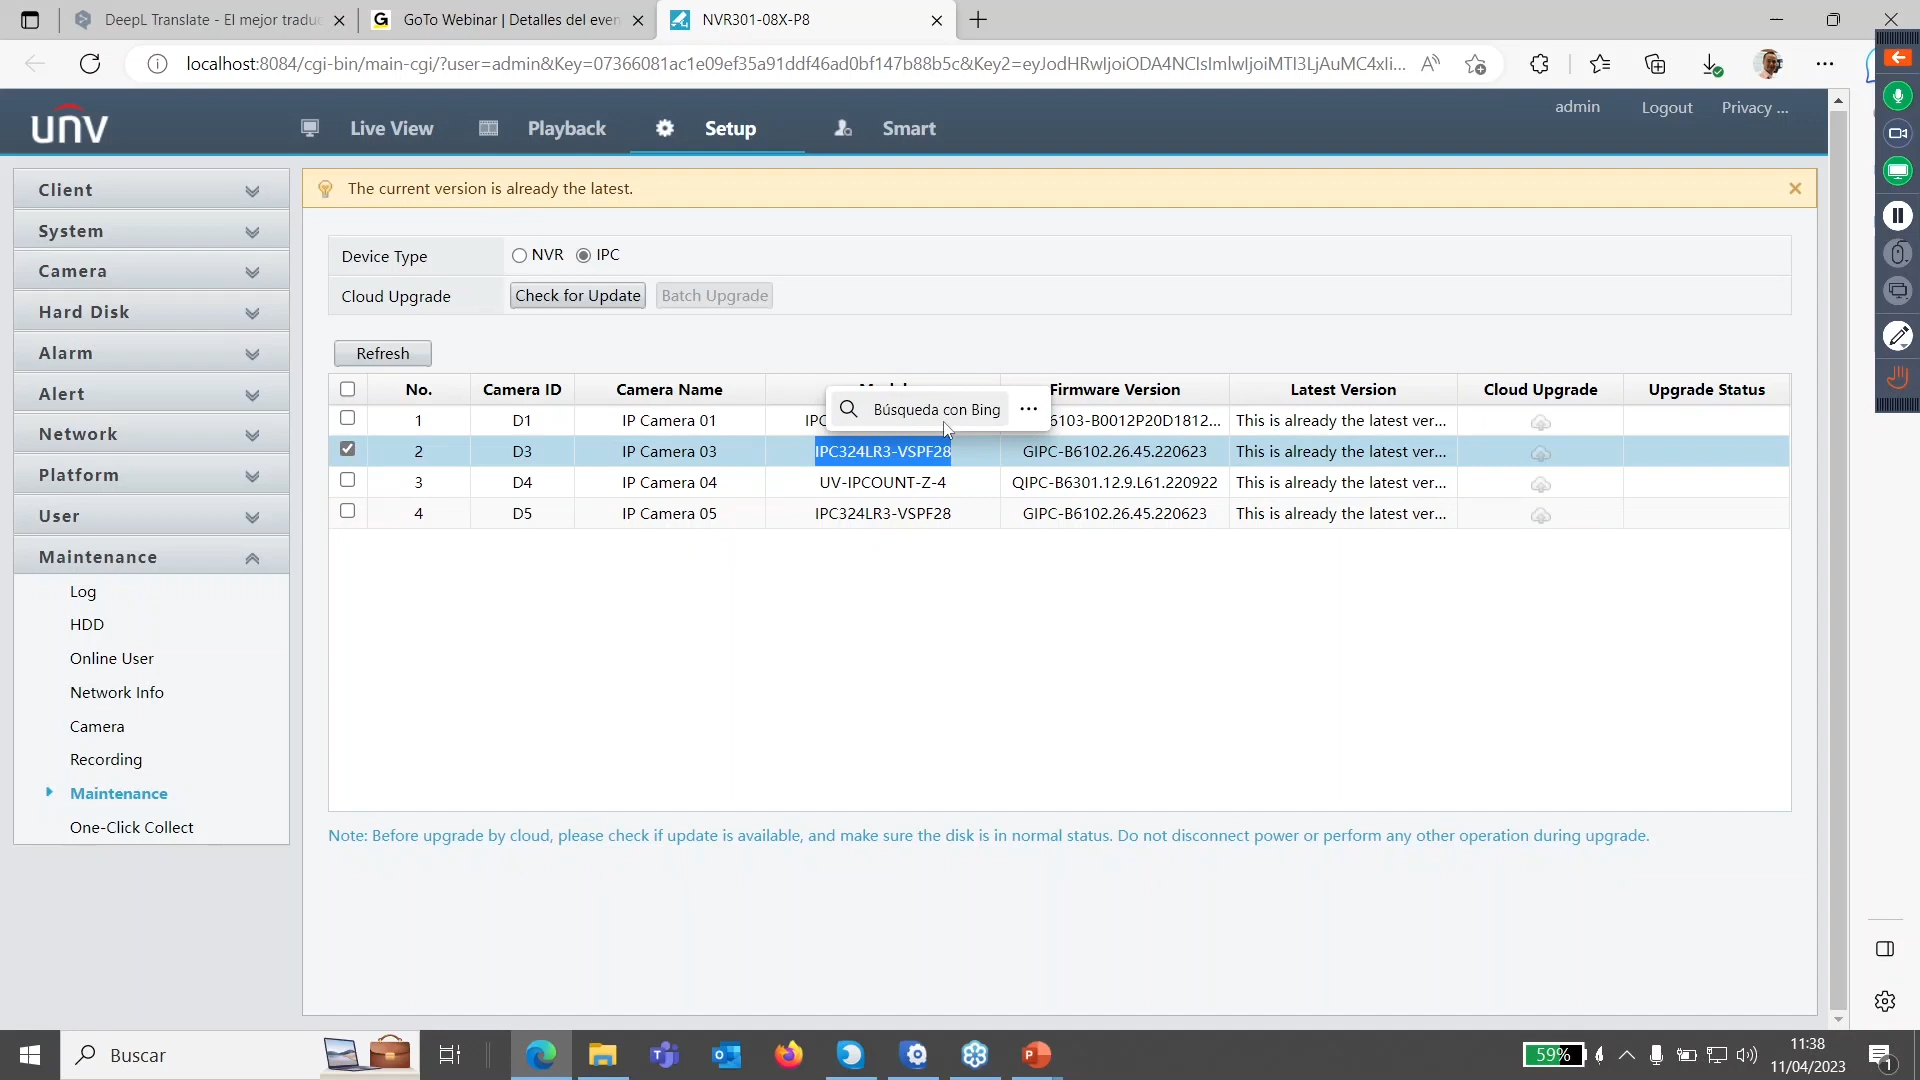 DeepL Translate - El mejor traduc
GoTo Webinar | Detalles del even
NVR301-08X-P8
localhost:8084/cgi-bin/main-cgi/?user=admin&Key=07366081ac1e09ef35a91ddf46ad0bf147b88b5c&Key2=eyJodHRwIjoiODA4NCIsImlwIjoiMTI3LjAuMC4xIi...
unv
Live View
Playback
Setup
Smart
admin
Logout
Privacy ...
Client
System
Camera
Hard Disk
Alarm
Alert
Network
Platform
User
Maintenance
Log
HDD
Online User
Network Info
Camera
Recording
Maintenance
One-Click Collect
The current version is already the latest.
Device Type NVR IPC
Cloud Upgrade Check for Update Batch Upgrade
Refresh
No. Camera ID Camera Name Firmware Version Latest Version Cloud Upgrade Upgrade Status
Búsqueda con Bing
1 D1 IP Camera 01 IPC 6103-B0012P20D1812... This is already the latest ver...
2 D3 IP Camera 03 IPC324LR3-VSPF28 GIPC-B6102.26.45.220623 This is already the latest ver...
3 D4 IP Camera 04 UV-IPCOUNT-Z-4 QIPC-B6301.12.9.L61.220922 This is already the latest ver...
4 D5 IP Camera 05 IPC324LR3-VSPF28 GIPC-B6102.26.45.220623 This is already the latest ver...
Note: Before upgrade by cloud, please check if update is available, and make sure the disk is in normal status. Do not disconnect power or perform any other operation during upgrade.
Buscar
59%
11:38
11/04/2023
1